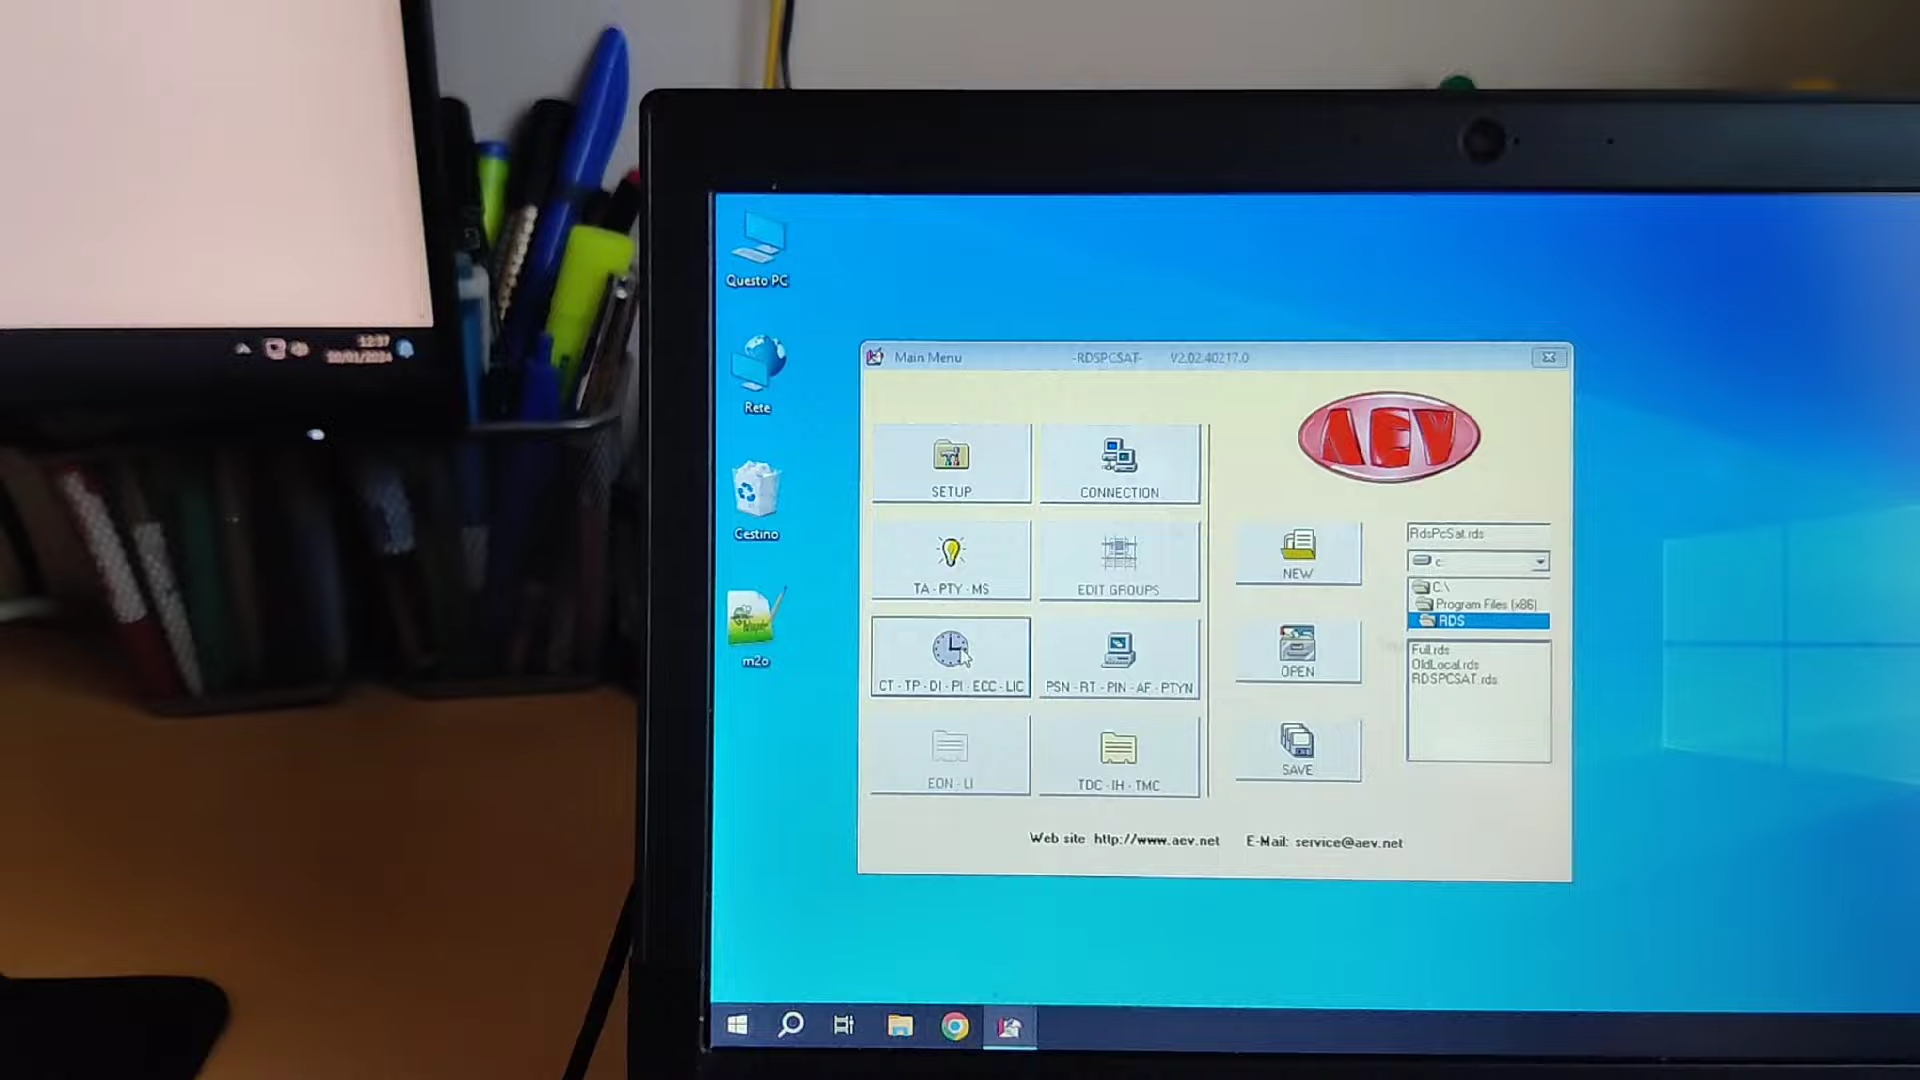 12:37
20/01/2024
Questo PC
Rete
Cestino
m2o
Main Menu -RDSPCSAT- V2.02.40217.0
AEV
SETUP
CONNECTION
TA - PTY - MS
EDIT GROUPS
CT - TP - DI - PI - ECC - LIC
PSN - RT - PIN - AF - PTYN
EON - LI
TDC - IH - TMC
NEW
OPEN
SAVE
RdsPcSat.rds
c:
C:\
Program Files (x86)
RDS
Full.rds
OldLocal.rds
RDSPCSAT.rds
Web site http://www.aev.net E-Mail: service@aev.net